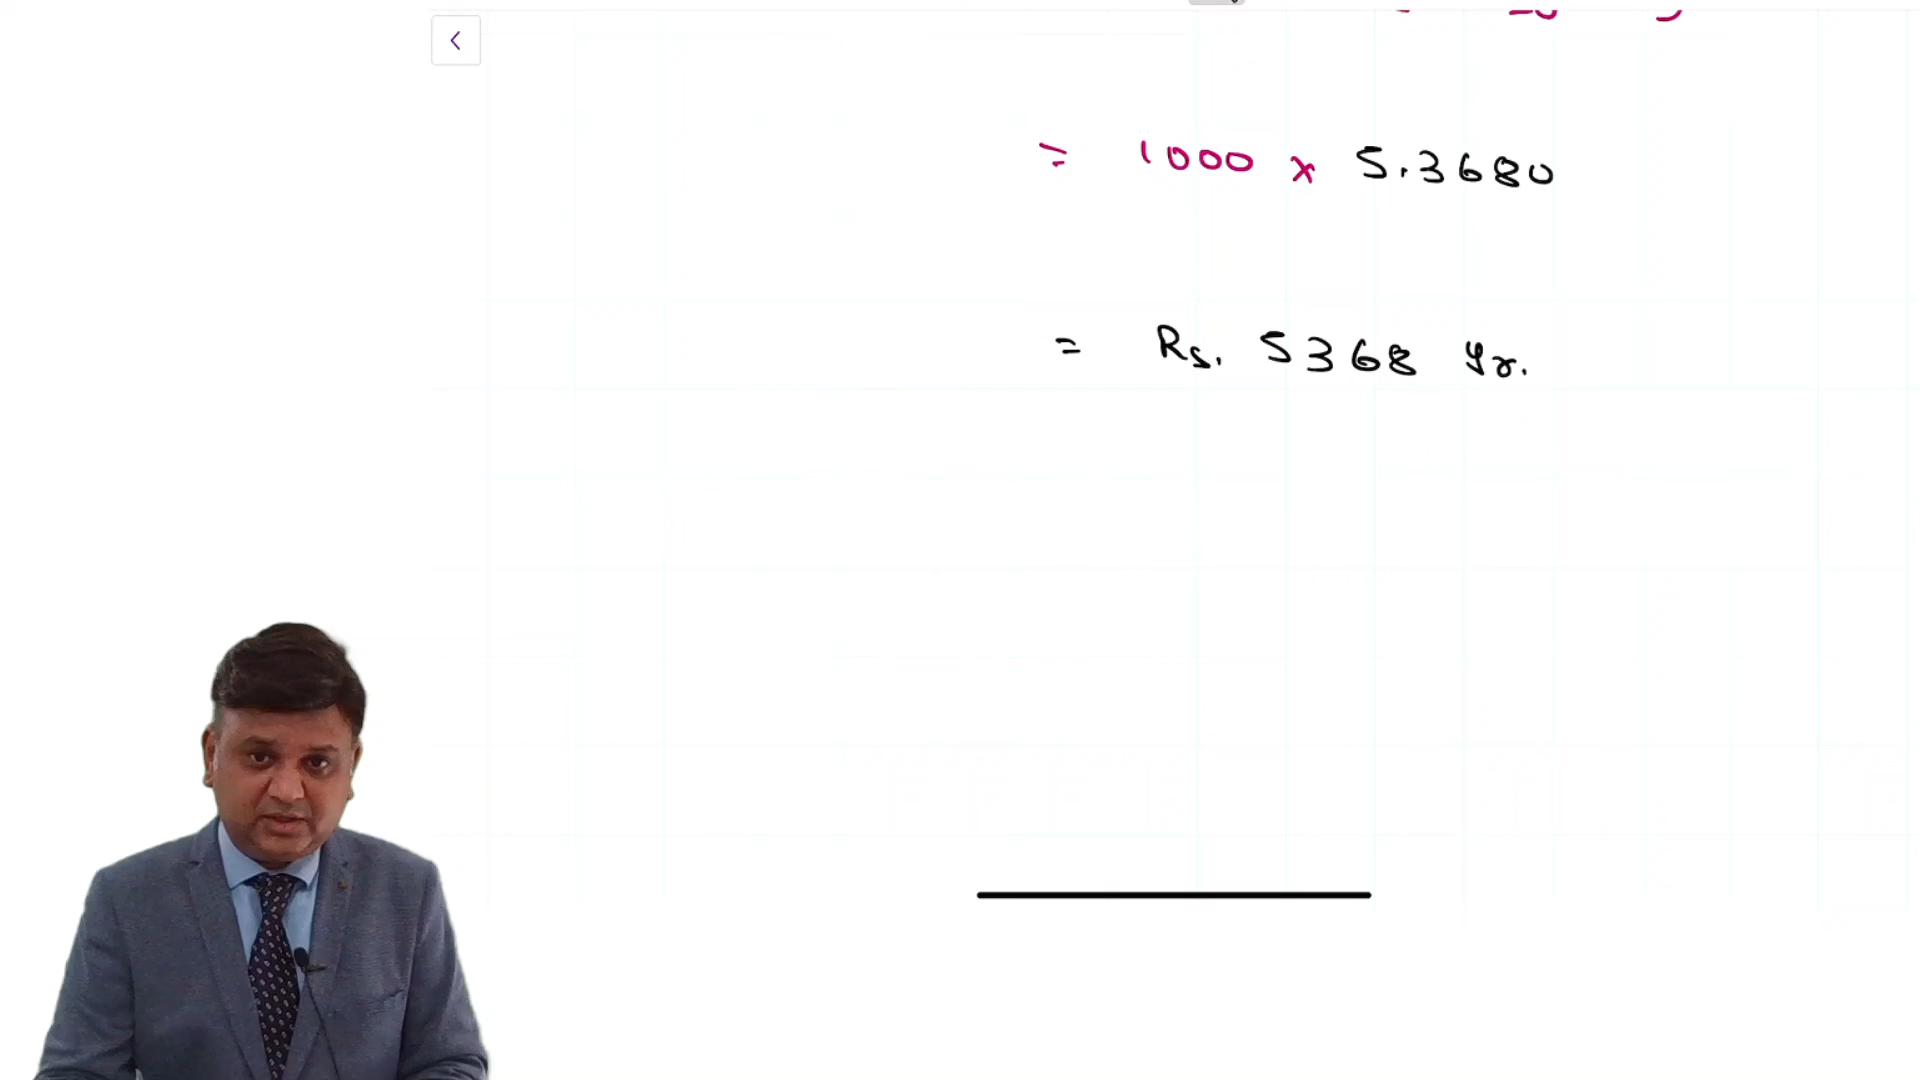 = 1000 x 5.3680
= Rs. 5368 yr.